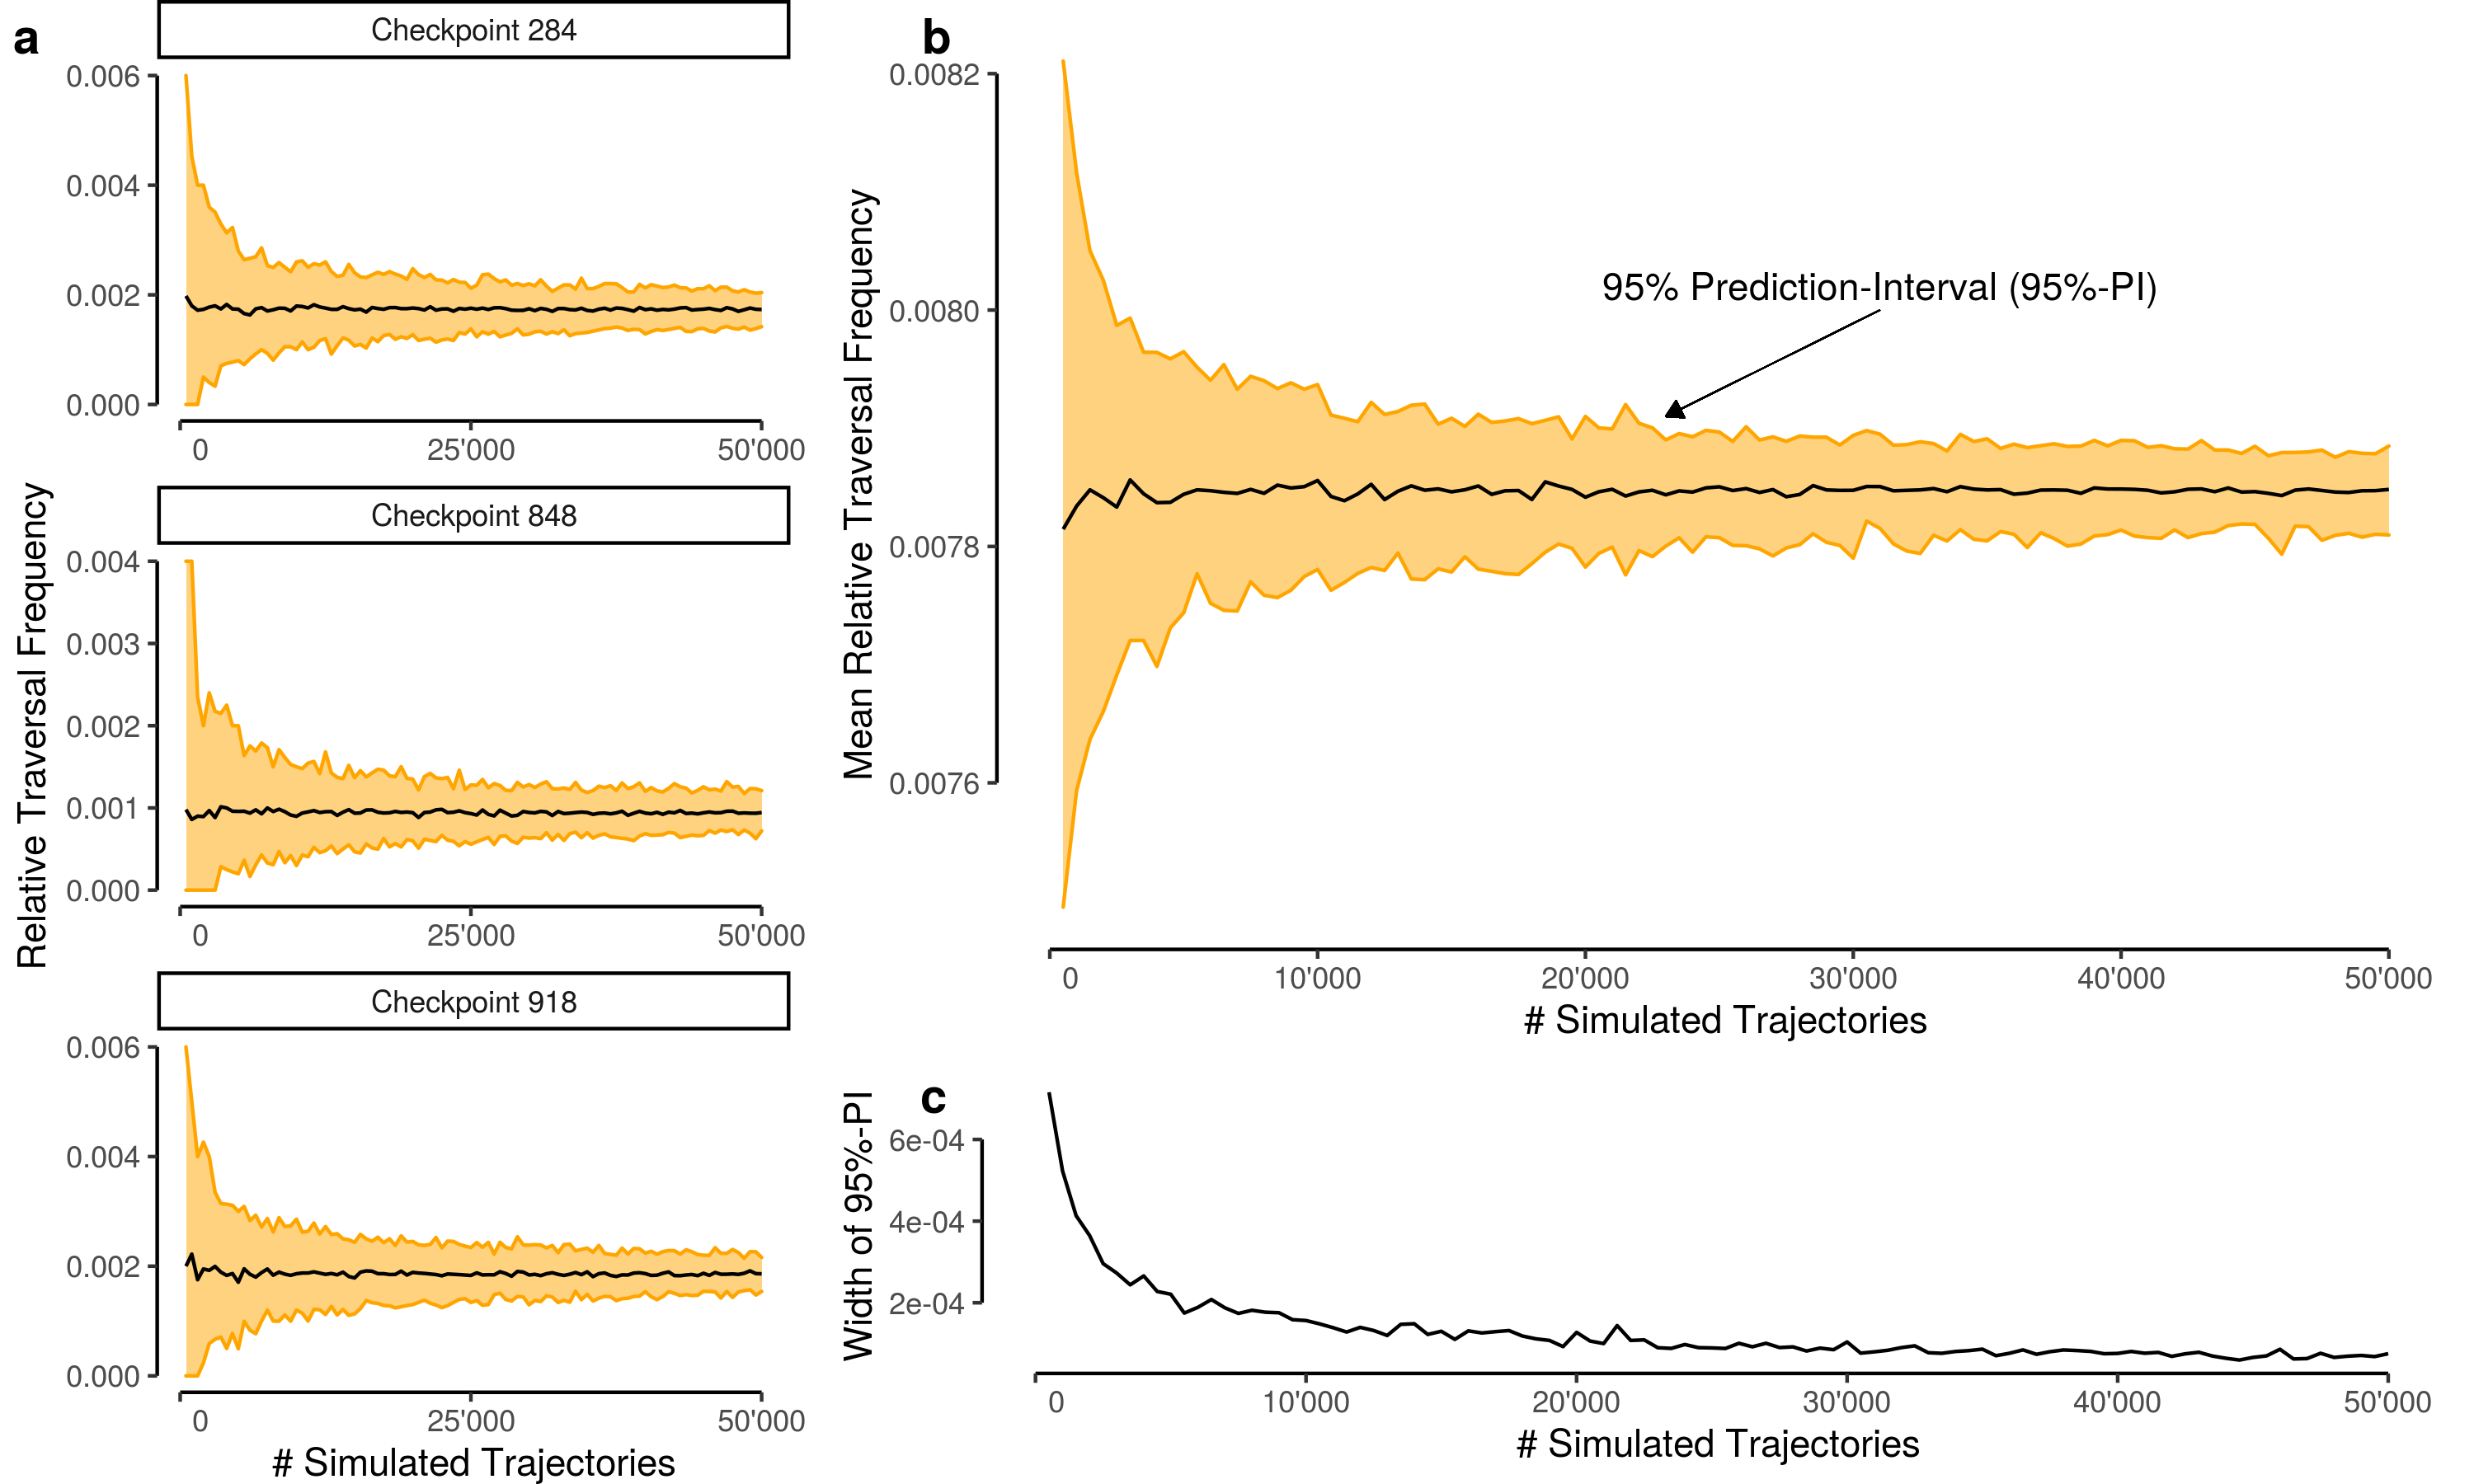 a
Checkpoint 284
0.006
0.004
0.002
0.000
0
25'000
50'000
Checkpoint 848
0.004
0.003
0.002
0.001
0.000
0
25'000
50'000
Checkpoint 918
0.006
0.004
0.002
0.000
0
25'000
50'000
Relative Traversal Frequency
# Simulated Trajectories
b
0.0082
0.0080
0.0078
0.0076
Mean Relative Traversal Frequency
95% Prediction-Interval (95%-PI)
0
10'000
20'000
30'000
40'000
50'000
# Simulated Trajectories
c
6e-04
4e-04
2e-04
Width of 95%-PI
0
10'000
20'000
30'000
40'000
50'000
# Simulated Trajectories